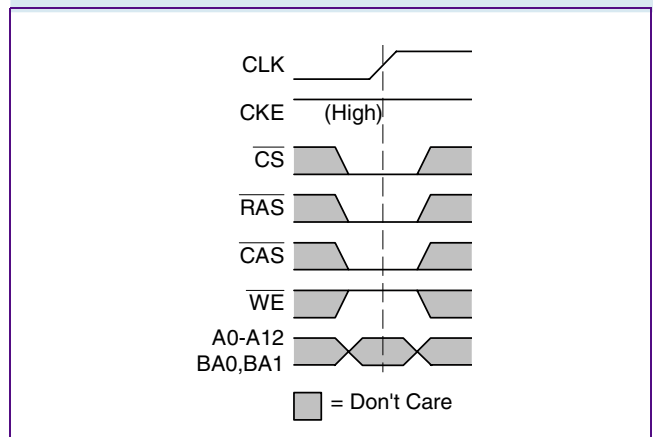 CLK
CKE (High)
CS
RAS
CAS
WE
A0-A12
BA0,BA1
= Don't Care